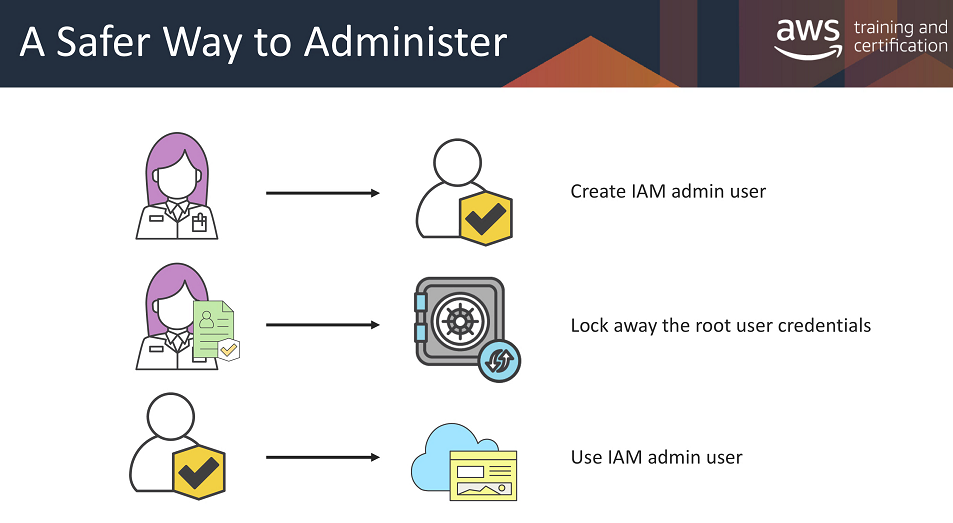 A Safer Way to Administer
aws training and
certification
Create IAM admin user
Lock away the root user credentials
Use IAM admin user